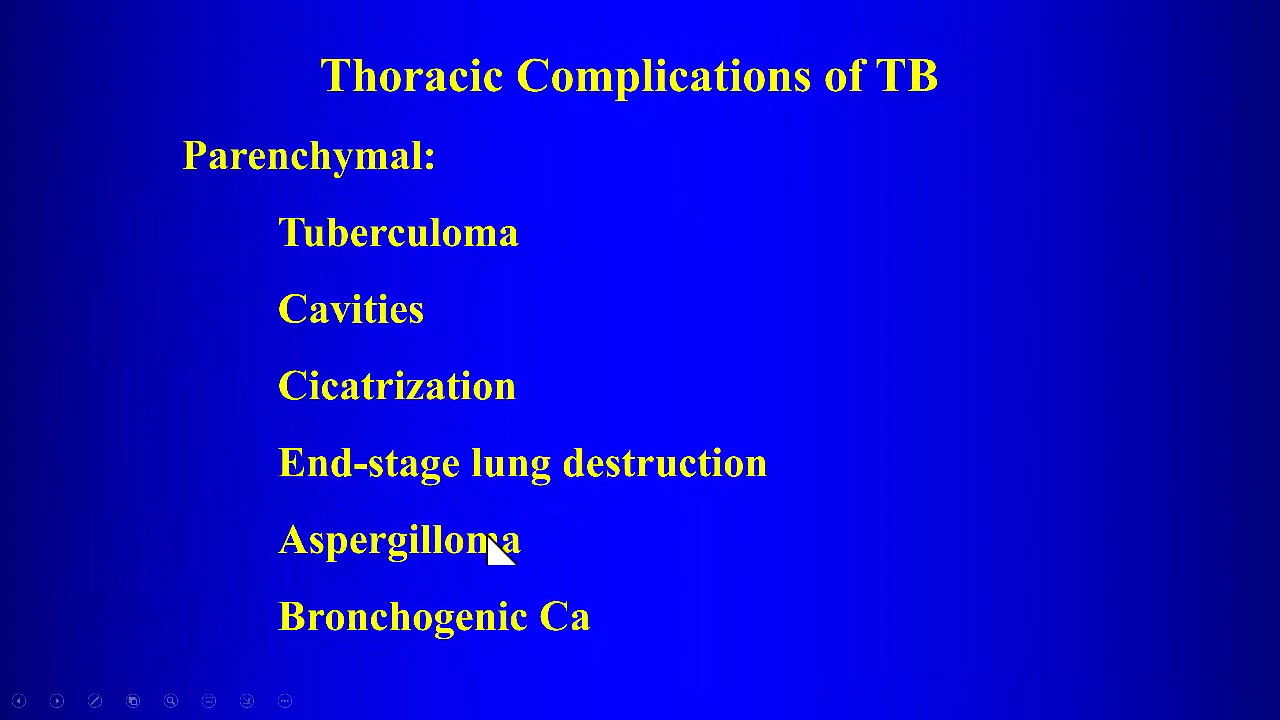 Thoracic Complications of TB
Parenchymal:
Tuberculoma
Cavities
Cicatrization
End-stage lung destruction
Aspergilloma
Bronchogenic Ca